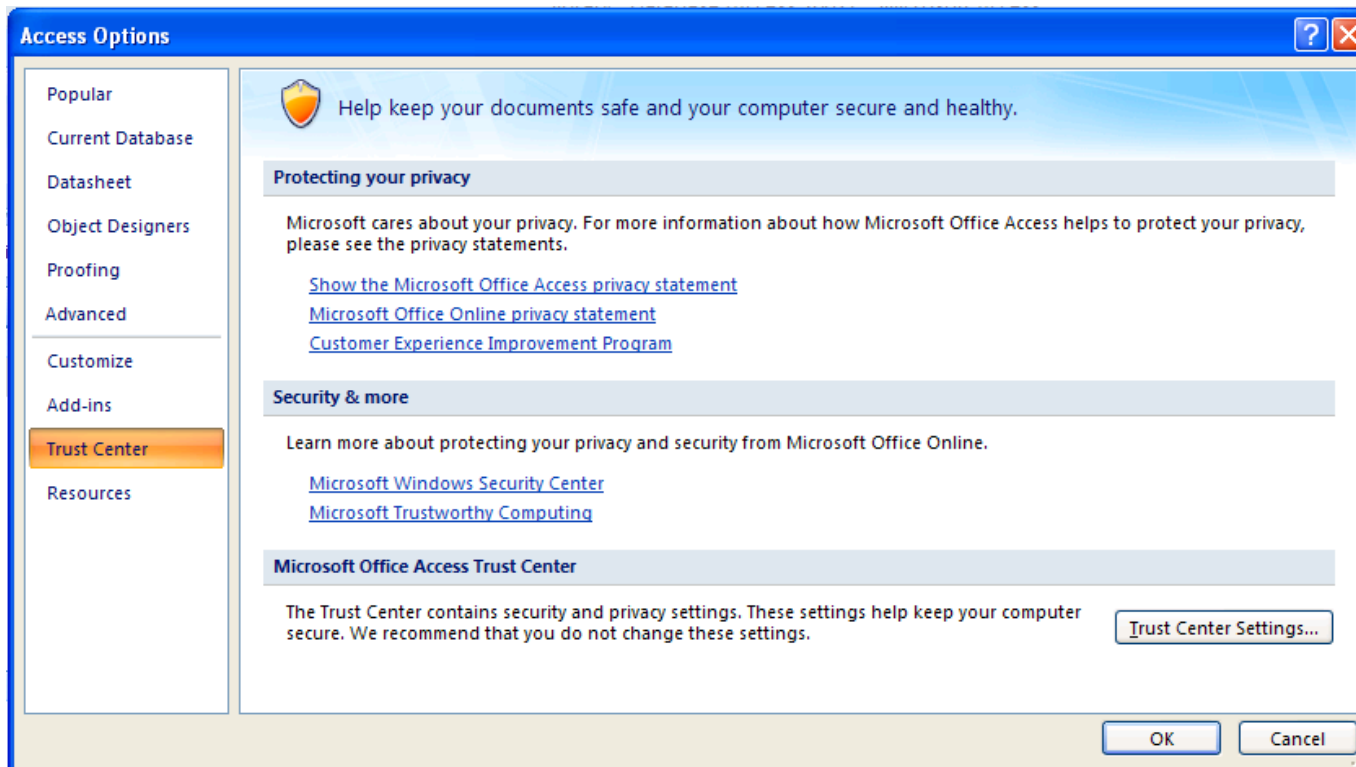 Access Options
Popular
Current Database
Datasheet
Object Designers
Proofing
Advanced
Customize
Add-ins
Trust Center
Resources
Help keep your documents safe and your computer secure and healthy.
Protecting your privacy
Microsoft cares about your privacy. For more information about how Microsoft Office Access helps to protect your privacy,
please see the privacy statements.
Show the Microsoft Office Access privacy statement
Microsoft Office Online privacy statement
Customer Experience Improvement Program
Security & more
Learn more about protecting your privacy and security from Microsoft Office Online.
Microsoft Windows Security Center
Microsoft Trustworthy Computing
Microsoft Office Access Trust Center
The Trust Center contains security and privacy settings. These settings help keep your computer
secure. We recommend that you do not change these settings.
Trust Center Settings...
OK
Cancel